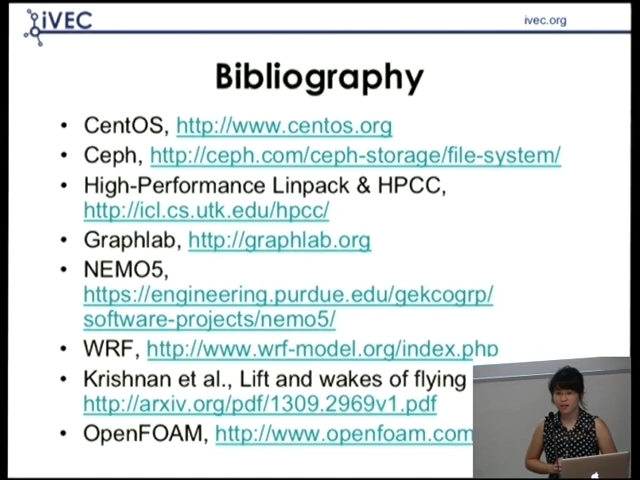 iVEC
ivec.org
Bibliography
• CentOS, http://www.centos.org
• Ceph, http://ceph.com/ceph-storage/file-system/
• High-Performance Linpack & HPCC,
http://icl.cs.utk.edu/hpcc/
• Graphlab, http://graphlab.org
• NEMO5,
https://engineering.purdue.edu/gekcogrp/
software-projects/nemo5/
• WRF, http://www.wrf-model.org/index.php
• Krishnan et al., Lift and wakes of flying
http://arxiv.org/pdf/1309.2969v1.pdf
• OpenFOAM, http://www.openfoam.com